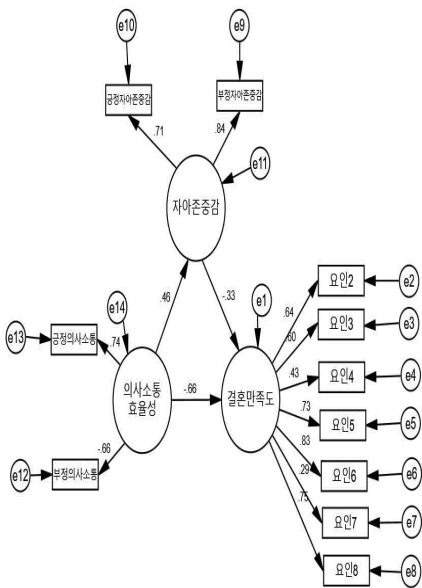 e10
e9
긍정자아존중감
부정자아존중감
.71
.84
e11
자아존중감
.46
-.33
e14
e1
e13
긍정의사소통
.74
의사소통
효율성
-.66
결혼만족도
-.66
e12
부정의사소통
.64
요인2
e2
.60
요인3
e3
.43
요인4
e4
.73
요인5
e5
.83
요인6
e6
.29
요인7
e7
.75
요인8
e8